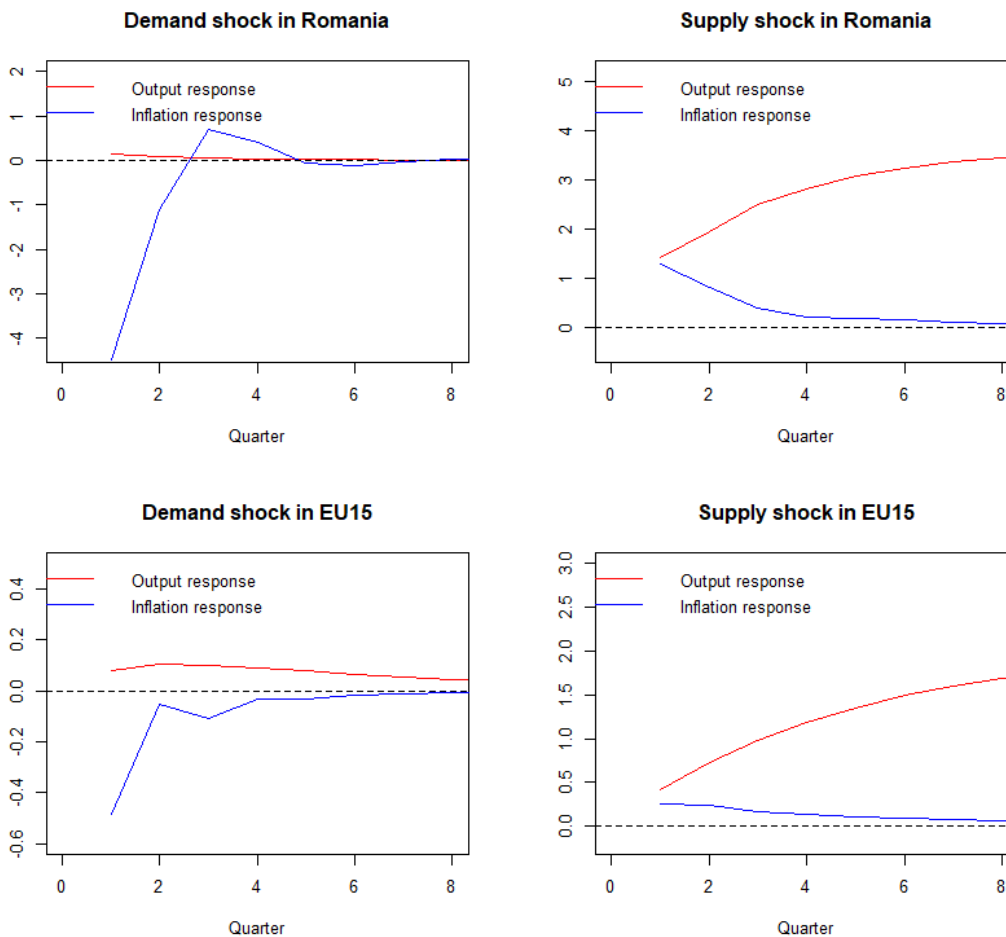 Demand shock in Romania
Output response
Inflation response
2
1
0
-1
-2
-3
-4
0 2 4 6 8
Quarter
Supply shock in Romania
Output response
Inflation response
5
4
3
2
1
0
0 2 4 6 8
Quarter
Demand shock in EU15
Output response
Inflation response
0.4
0.2
0.0
-0.2
-0.4
-0.6
0 2 4 6 8
Quarter
Supply shock in EU15
Output response
Inflation response
3.0
2.5
2.0
1.5
1.0
0.5
0.0
0 2 4 6 8
Quarter